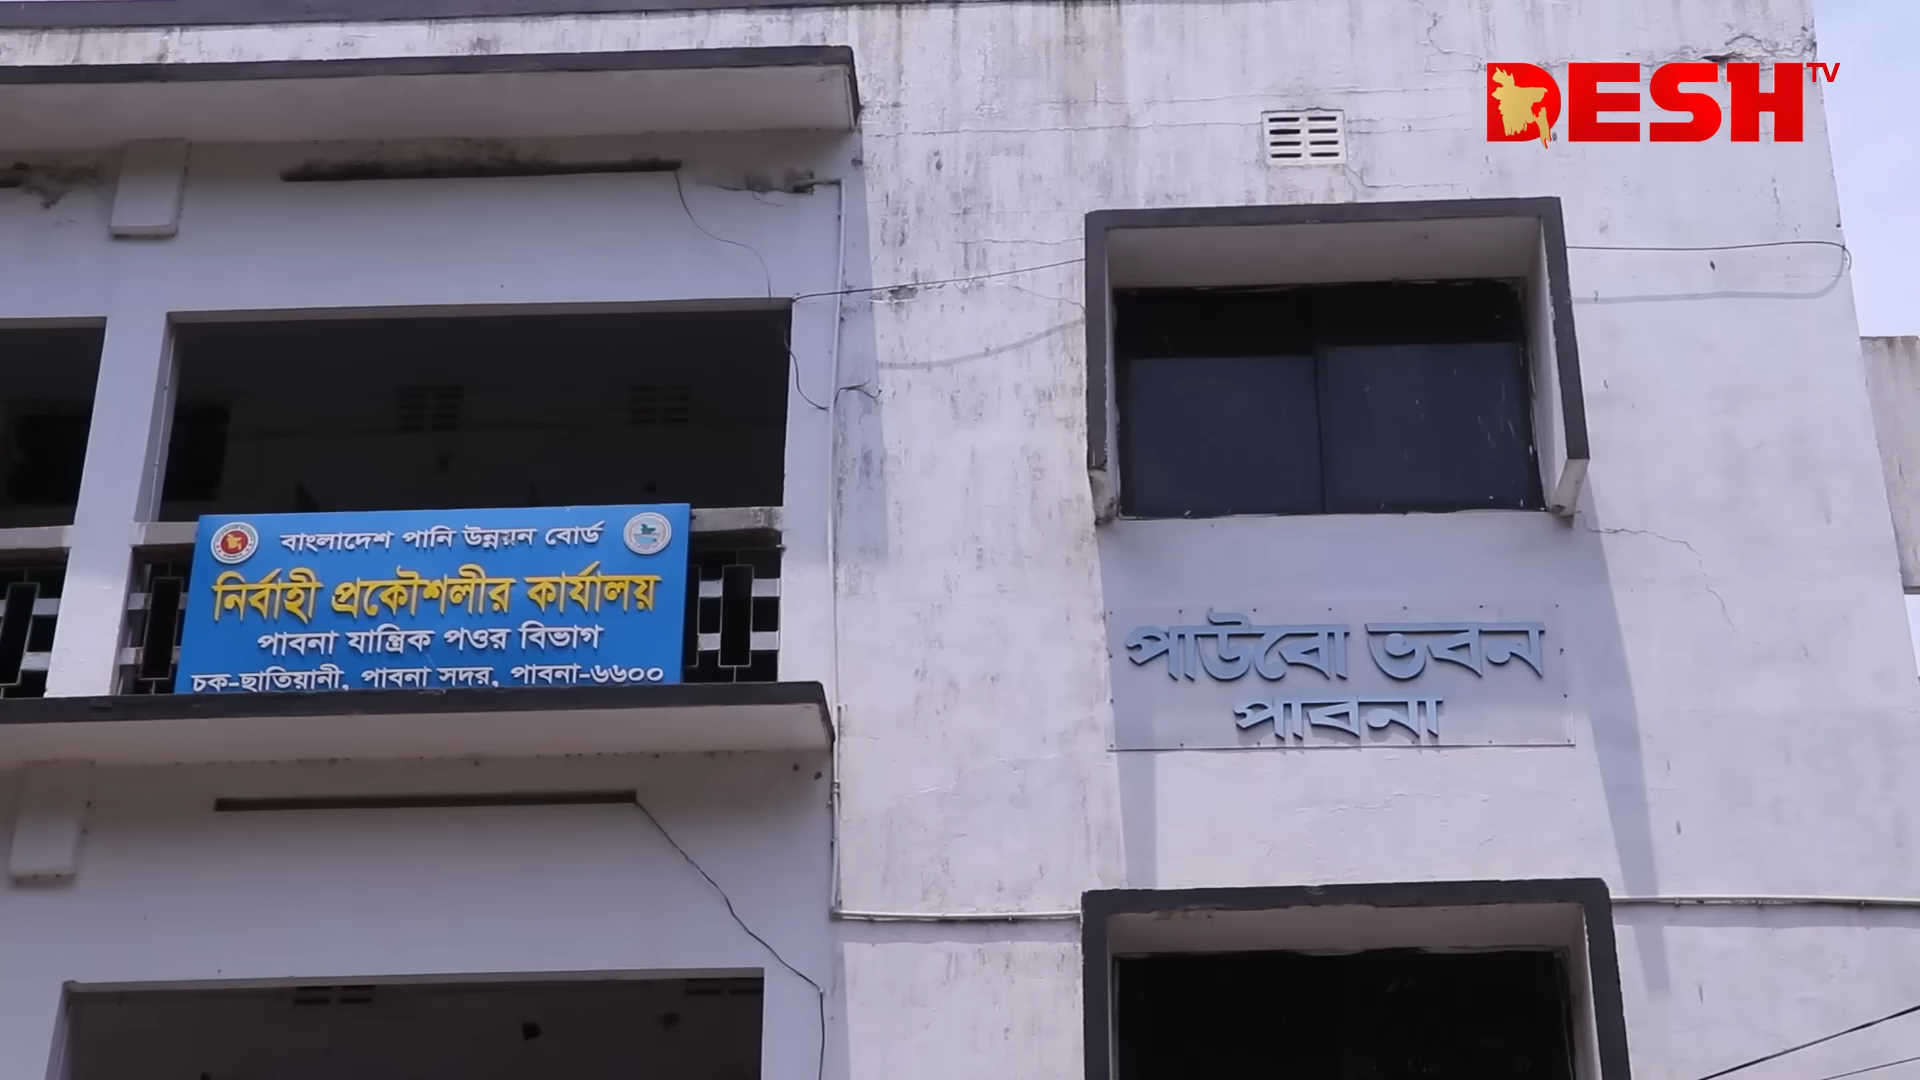 DESH TV
বাংলাদেশ পানি উন্নয়ন বোর্ড
নির্বাহী প্রকৌশলীর কার্যালয়
পাবনা যান্ত্রিক পওর বিভাগ
চক-ছাতিয়ানী, পাবনা সদর, পাবনা-৬৬০০
পাউবো ভবন
পাবনা